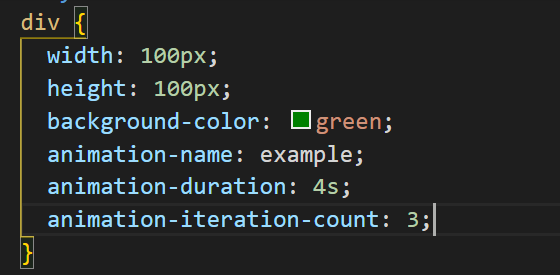 div {
  width: 100px;
  height: 100px;
  background-color: green;
  animation-name: example;
  animation-duration: 4s;
  animation-iteration-count: 3;
}